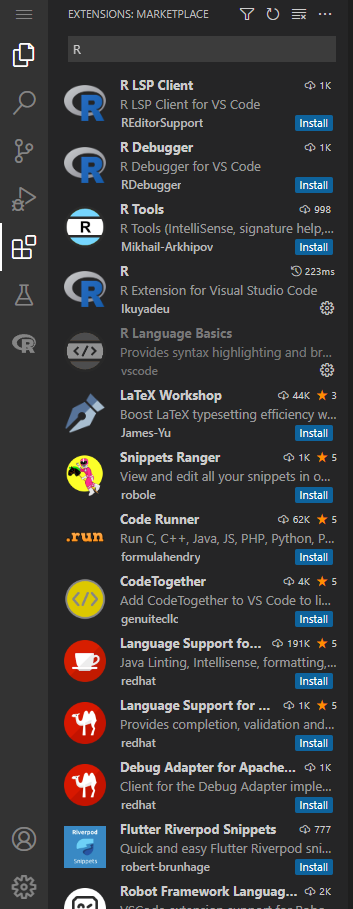 EXTENSIONS: MARKETPLACE
R
R LSP Client 1K
R LSP Client for VS Code
REditorSupport Install
R Debugger 1K
R Debugger for VS Code
RDebugger Install
R Tools 998
R Tools (IntelliSense, signature help,...
Mikhail-Arkhipov Install
R 223ms
R Extension for Visual Studio Code
Ikuyadeu
R Language Basics
Provides syntax highlighting and br...
vscode
LaTeX Workshop 44K 3
Boost LaTeX typesetting efficiency w...
James-Yu Install
Snippets Ranger 1K 5
View and edit all your snippets in o...
robole Install
.run
Code Runner 62K 5
Run C, C++, Java, JS, PHP, Python, P...
formulahendry Install
CodeTogether 4K 5
Add CodeTogether to VS Code to li...
genuitecllc Install
Language Support fo... 191K 5
Java Linting, Intellisense, formatting,...
redhat Install
Language Support for ... 1K 5
Provides completion, validation and...
redhat Install
Debug Adapter for Apache... 1K
Client for the Debug Adapter imple...
redhat Install
Riverpod
Snippets
Flutter Riverpod Snippets 777
Quick and easy Flutter Riverpod sni...
robert-brunhage Install
Robot Framework Languag... 2K